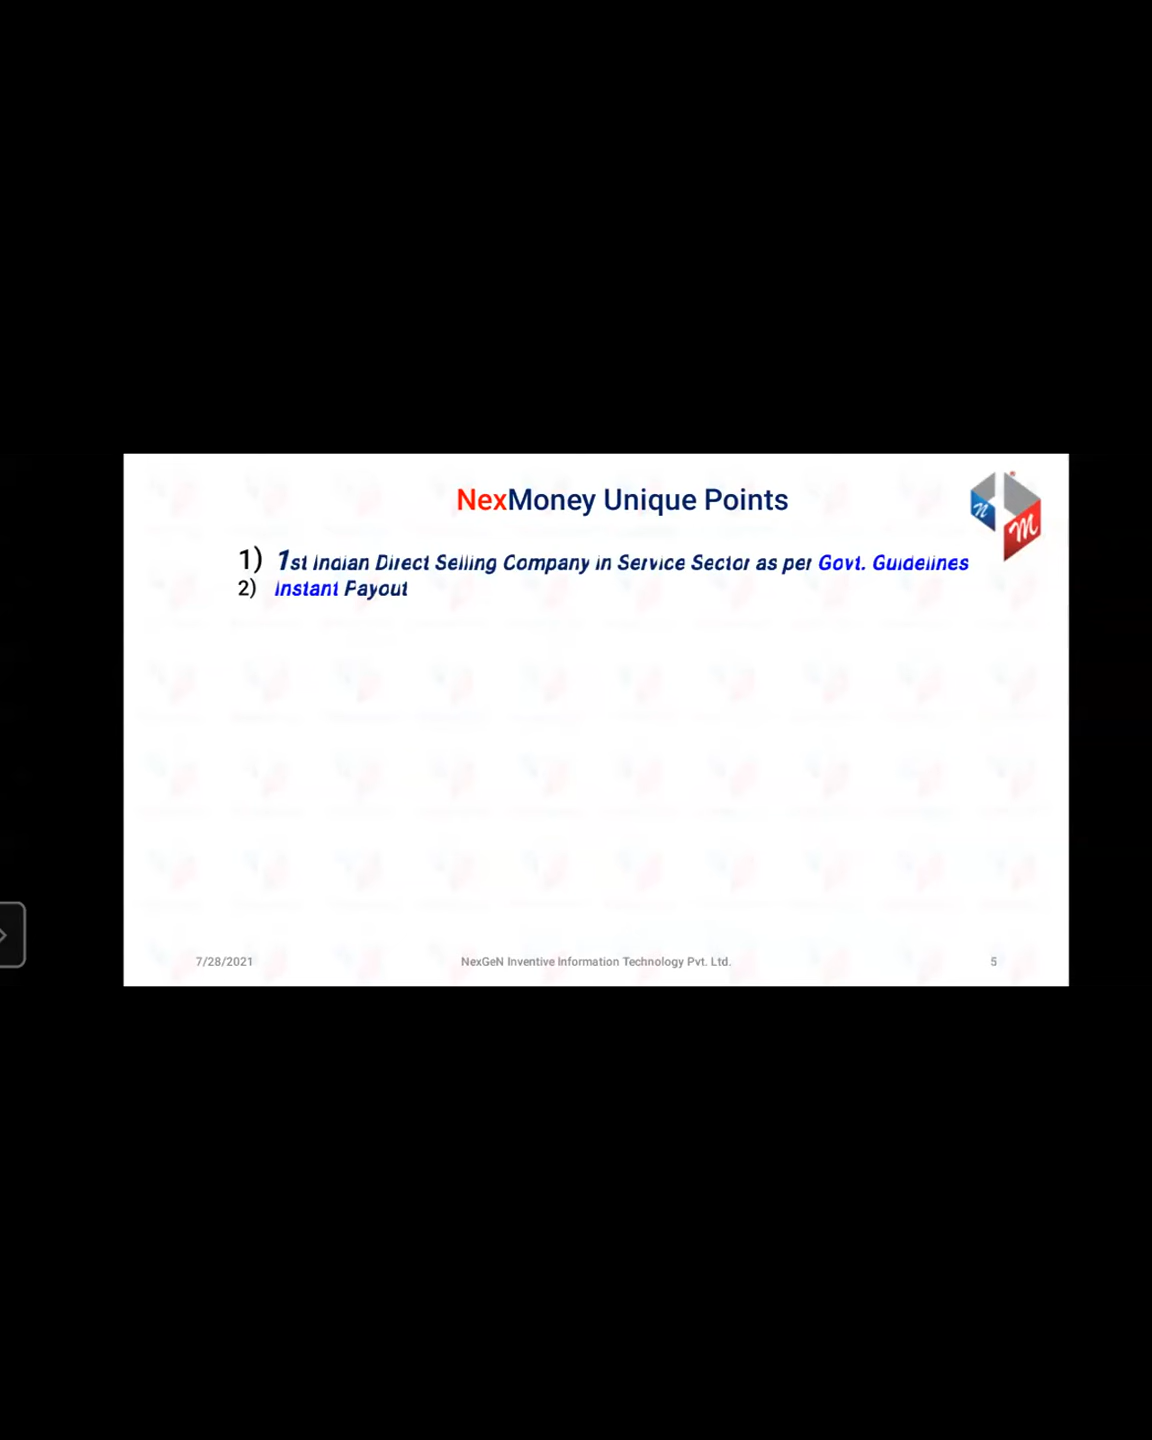 NexMoney Unique Points
1) 1st Indian Direct Selling Company in Service Sector as per Govt. Guidelines
2) Instant Payout
7/28/2021 NexGeN Inventive Information Technology Pvt. Ltd. 5